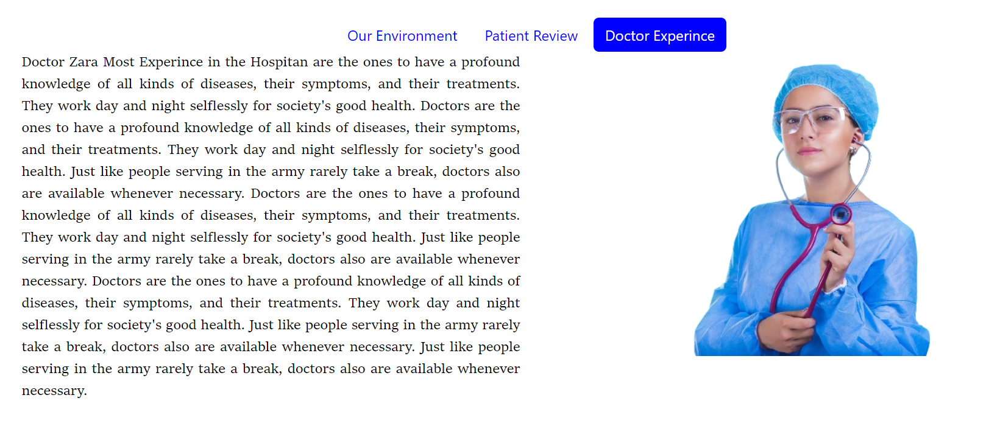 Our Environment Patient Review Doctor Experince
Doctor Zara Most Experince in the Hospitan are the ones to have a profound
knowledge of all kinds of diseases, their symptoms, and their treatments.
They work day and night selflessly for society's good health. Doctors are the
ones to have a profound knowledge of all kinds of diseases, their symptoms,
and their treatments. They work day and night selflessly for society's good
health. Just like people serving in the army rarely take a break, doctors also
are available whenever necessary. Doctors are the ones to have a profound
knowledge of all kinds of diseases, their symptoms, and their treatments.
They work day and night selflessly for society's good health. Just like people
serving in the army rarely take a break, doctors also are available whenever
necessary. Doctors are the ones to have a profound knowledge of all kinds of
diseases, their symptoms, and their treatments. They work day and night
selflessly for society's good health. Just like people serving in the army rarely
take a break, doctors also are available whenever necessary. Just like people
serving in the army rarely take a break, doctors also are available whenever
necessary.